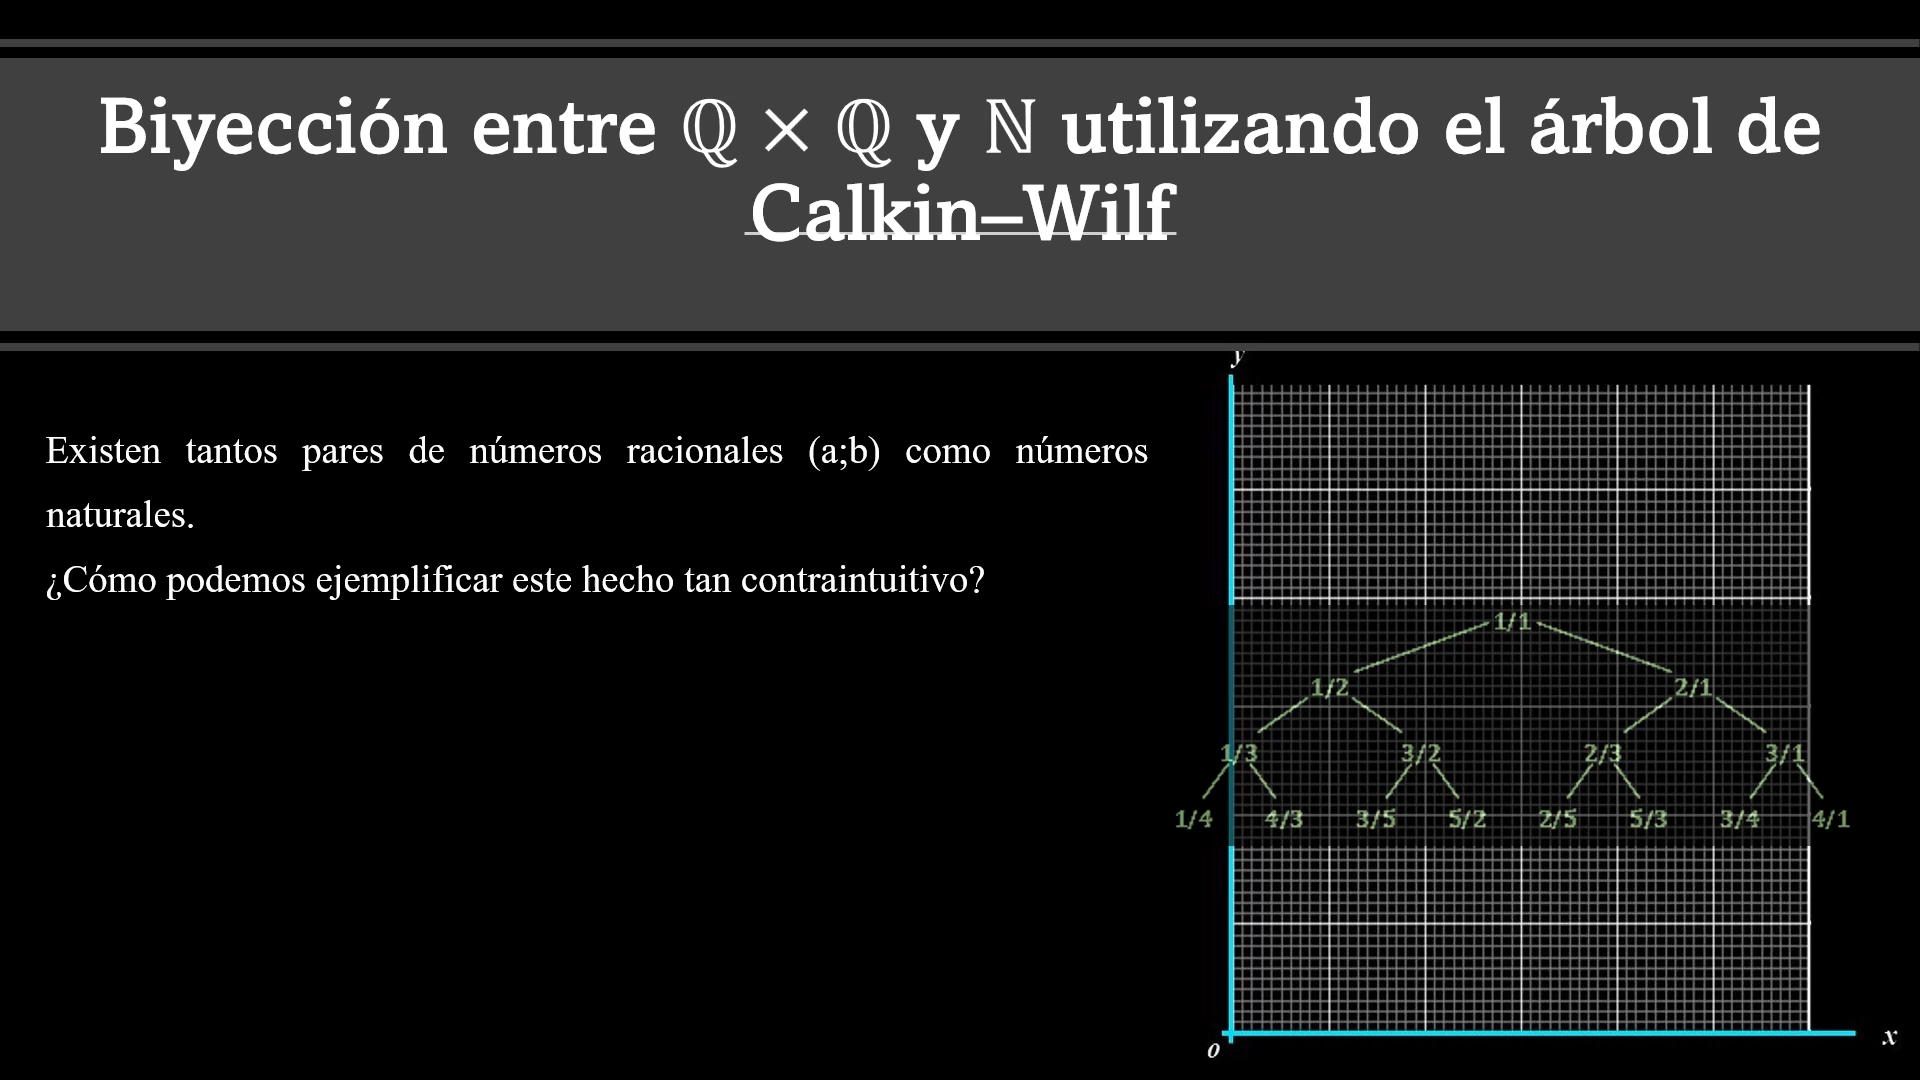 Biyección entre ℚ × ℚ y ℕ utilizando el árbol de
Calkin–Wilf
Existen tantos pares de números racionales (a;b) como números
naturales.
¿Cómo podemos ejemplificar este hecho tan contraintuitivo?
y
1/1
1/2 2/1
1/3 3/2 2/3 3/1
1/4 4/3 3/5 5/2 2/5 5/3 3/4 4/1
x
o